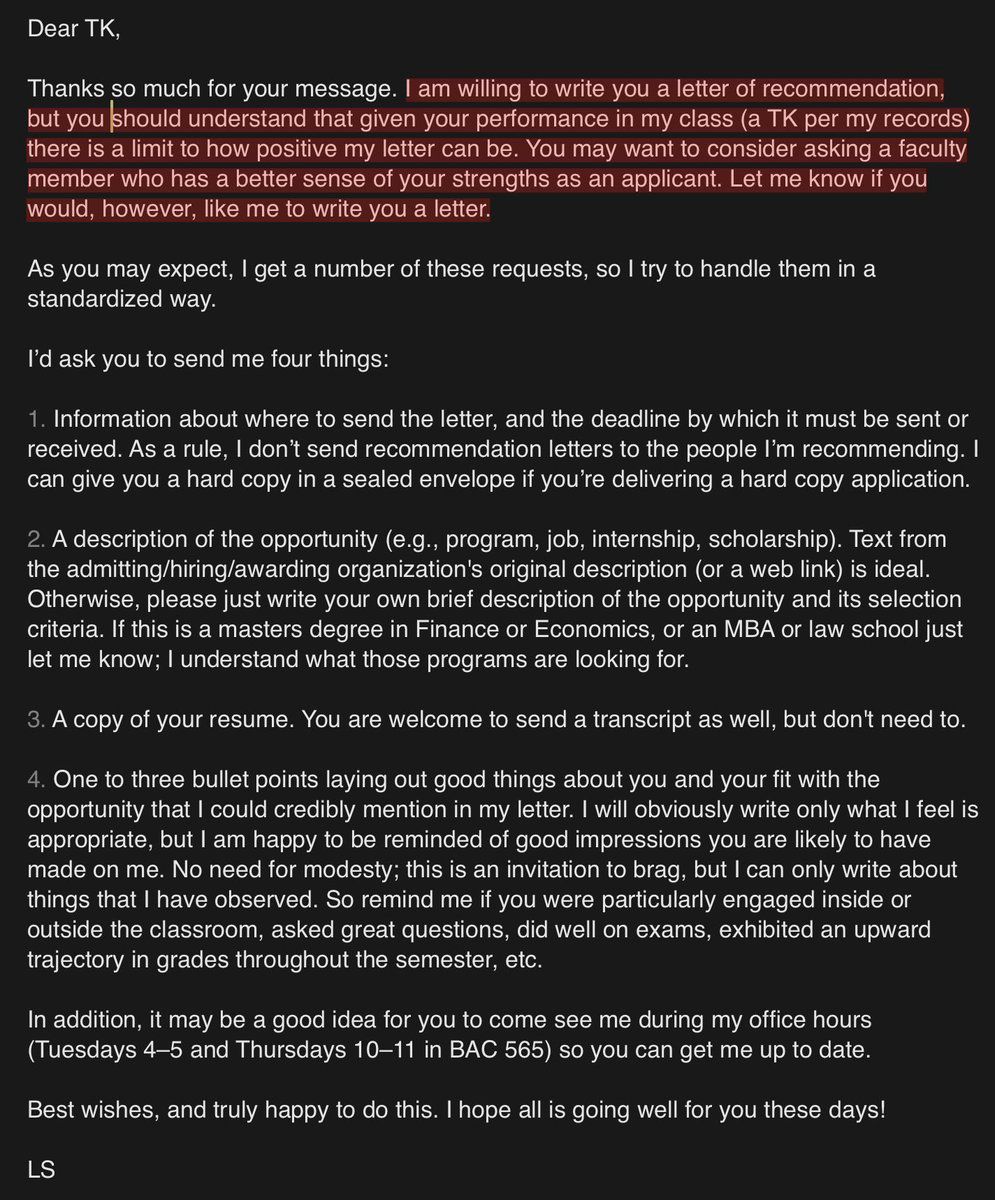 Dear TK,
Thanks so much for your message. I am willing to write you a letter of recommendation,
but you should understand that given your performance in my class (a TK per my records)
there is a limit to how positive my letter can be. You may want to consider asking a faculty
member who has a better sense of your strengths as an applicant. Let me know if you
would, however, like me to write you a letter.
As you may expect, I get a number of these requests, so I try to handle them in a
standardized way.
I’d ask you to send me four things:
1. Information about where to send the letter, and the deadline by which it must be sent or
received. As a rule, I don’t send recommendation letters to the people I’m recommending. I
can give you a hard copy in a sealed envelope if you’re delivering a hard copy application.
2. A description of the opportunity (e.g., program, job, internship, scholarship). Text from
the admitting/hiring/awarding organization's original description (or a web link) is ideal.
Otherwise, please just write your own brief description of the opportunity and its selection
criteria. If this is a masters degree in Finance or Economics, or an MBA or law school just
let me know; I understand what those programs are looking for.
3. A copy of your resume. You are welcome to send a transcript as well, but don't need to.
4. One to three bullet points laying out good things about you and your fit with the
opportunity that I could credibly mention in my letter. I will obviously write only what I feel is
appropriate, but I am happy to be reminded of good impressions you are likely to have
made on me. No need for modesty; this is an invitation to brag, but I can only write about
things that I have observed. So remind me if you were particularly engaged inside or
outside the classroom, asked great questions, did well on exams, exhibited an upward
trajectory in grades throughout the semester, etc.
In addition, it may be a good idea for you to come see me during my office hours
(Tuesdays 4–5 and Thursdays 10–11 in BAC 565) so you can get me up to date.
Best wishes, and truly happy to do this. I hope all is going well for you these days!
LS